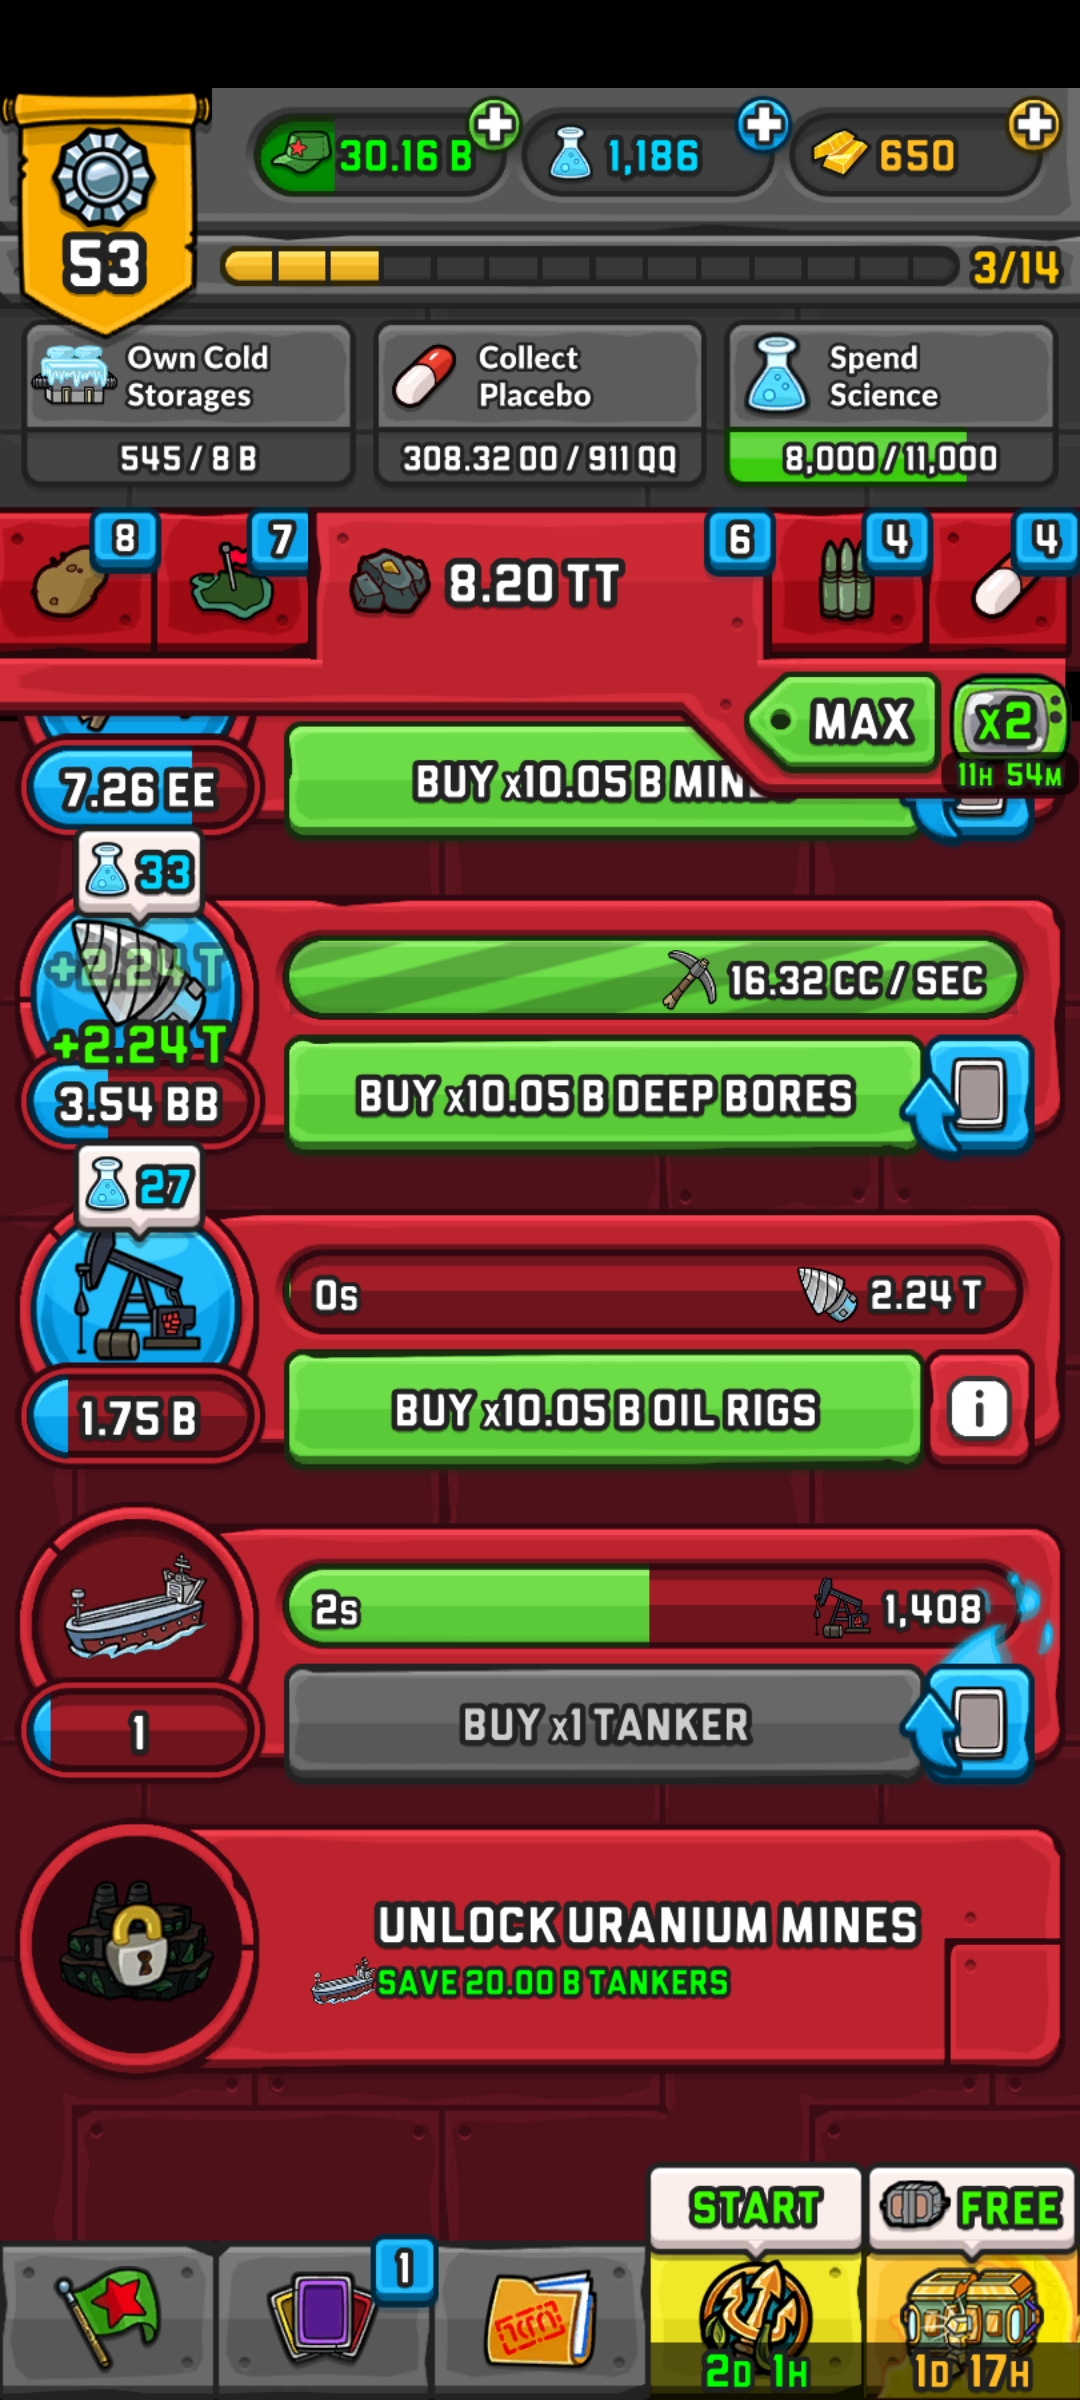 30.16 B
1,186
650
53
3/14
Own Cold
Storages
Collect
Placebo
Spend
Science
545 / 8 B
308.32 OO / 911 QQ
8,000 / 11,000
8
7
8.20 TT
6
4
4
MAX
x2
11H 54M
7.26 EE
BUY x10.05 B
33
+2.24 T
16.32 CC / SEC
+2.24 T
3.54 BB
BUY x10.05 B DEEP BORES
27
0s
2.24 T
1.75 B
BUY x10.05 B OIL RIGS
i
2s
1,408
1
BUY x1 TANKER
UNLOCK URANIUM MINES
SAVE 20.00 B TANKERS
START
FREE
1
2D 1H
1D 17H